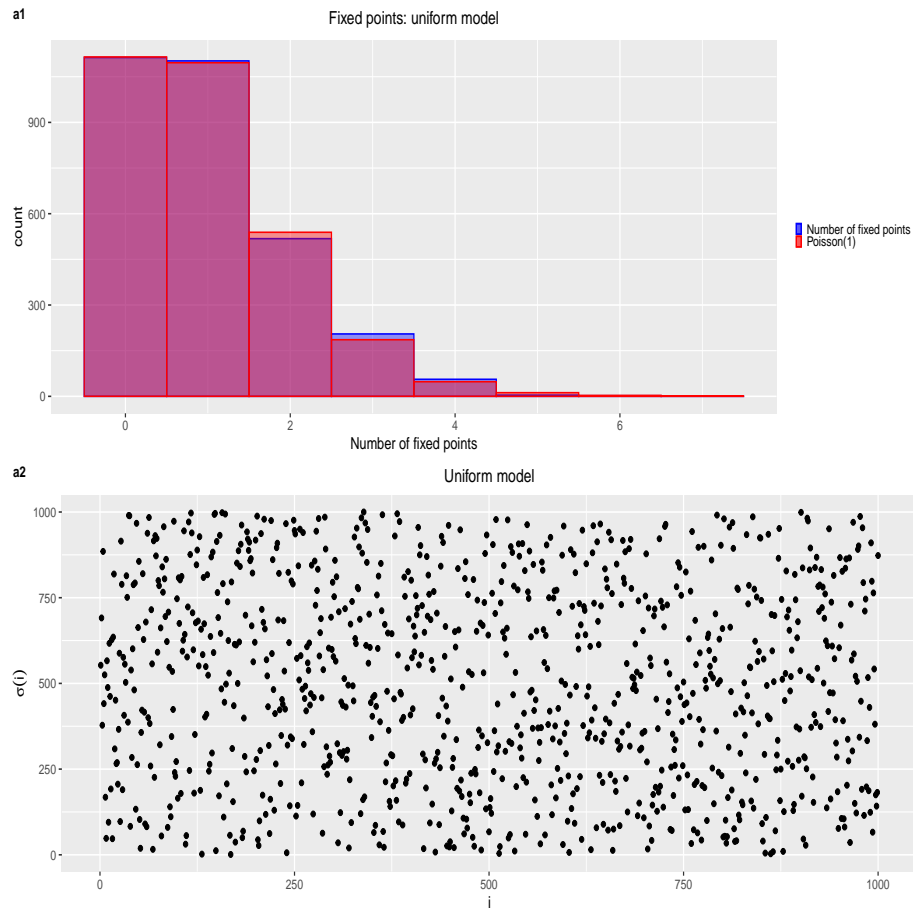 a1
Fixed points: uniform model
900
600
300
0
count
0 2 4 6
Number of fixed points
Number of fixed points
Poisson(1)
a2
Uniform model
1000
750
500
250
0
σ(i)
0 250 500 750 1000
i